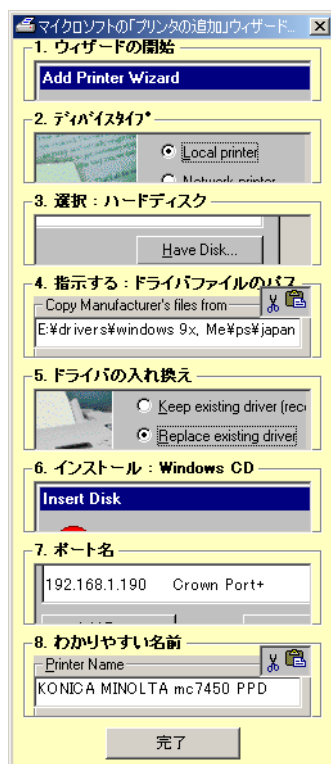 マイクロソフトの「プリンタの追加」ウィザード...
1. ウィザードの開始
Add Printer Wizard
2. ディバイスタイプ
Local printer
Network printer
3. 選択：ハードディスク
Have Disk...
4. 指示する：ドライバファイルのパス
Copy Manufacturer's files from
E:¥drivers¥windows 9x, Me¥ps¥japan
5. ドライバの入れ換え
Keep existing driver (rec
Replace existing driver
6. インストール：Windows CD
Insert Disk
7. ポート名
192.168.1.190 Crown Port+
8. わかりやすい名前
Printer Name
KONICA MINOLTA mc7450 PPD
完了